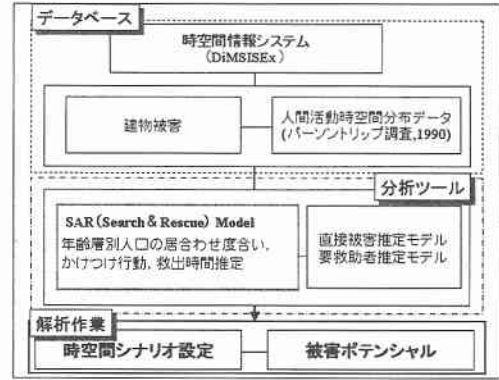 データベース
時空間情報システム
(DiMSISEx)
建物被害
人間活動時空間分布データ
(パーソントリップ調査,1990)
分析ツール
SAR(Search&Rescue) Model
年齢層別人口の居合わせ度合い、
かけつけ行動、救出時間推定
直接被害推定モデル
要救助者推定モデル
解析作業
時空間シナリオ設定
被害ポテンシャル